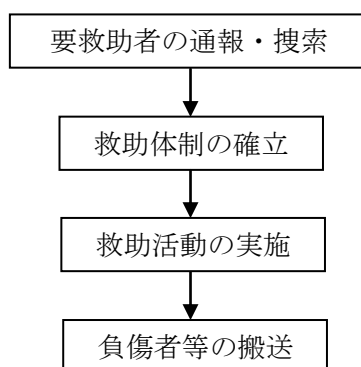 要救助者の通報・捜索
救助体制の確立
救助活動の実施
負傷者等の搬送